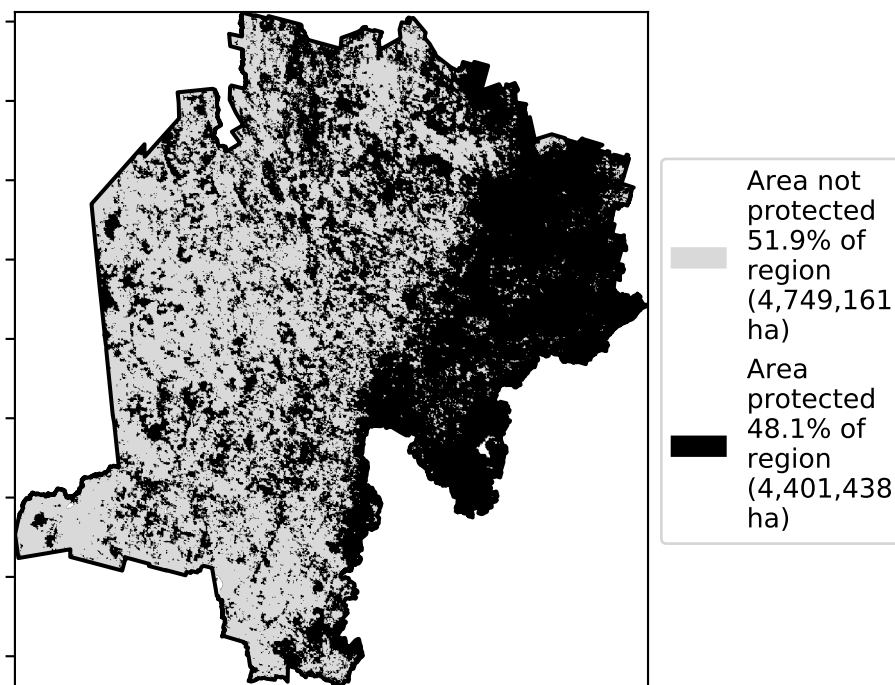 Area not
protected
51.9% of
region
(4,749,161
ha)
Area
protected
48.1% of
region
(4,401,438
ha)